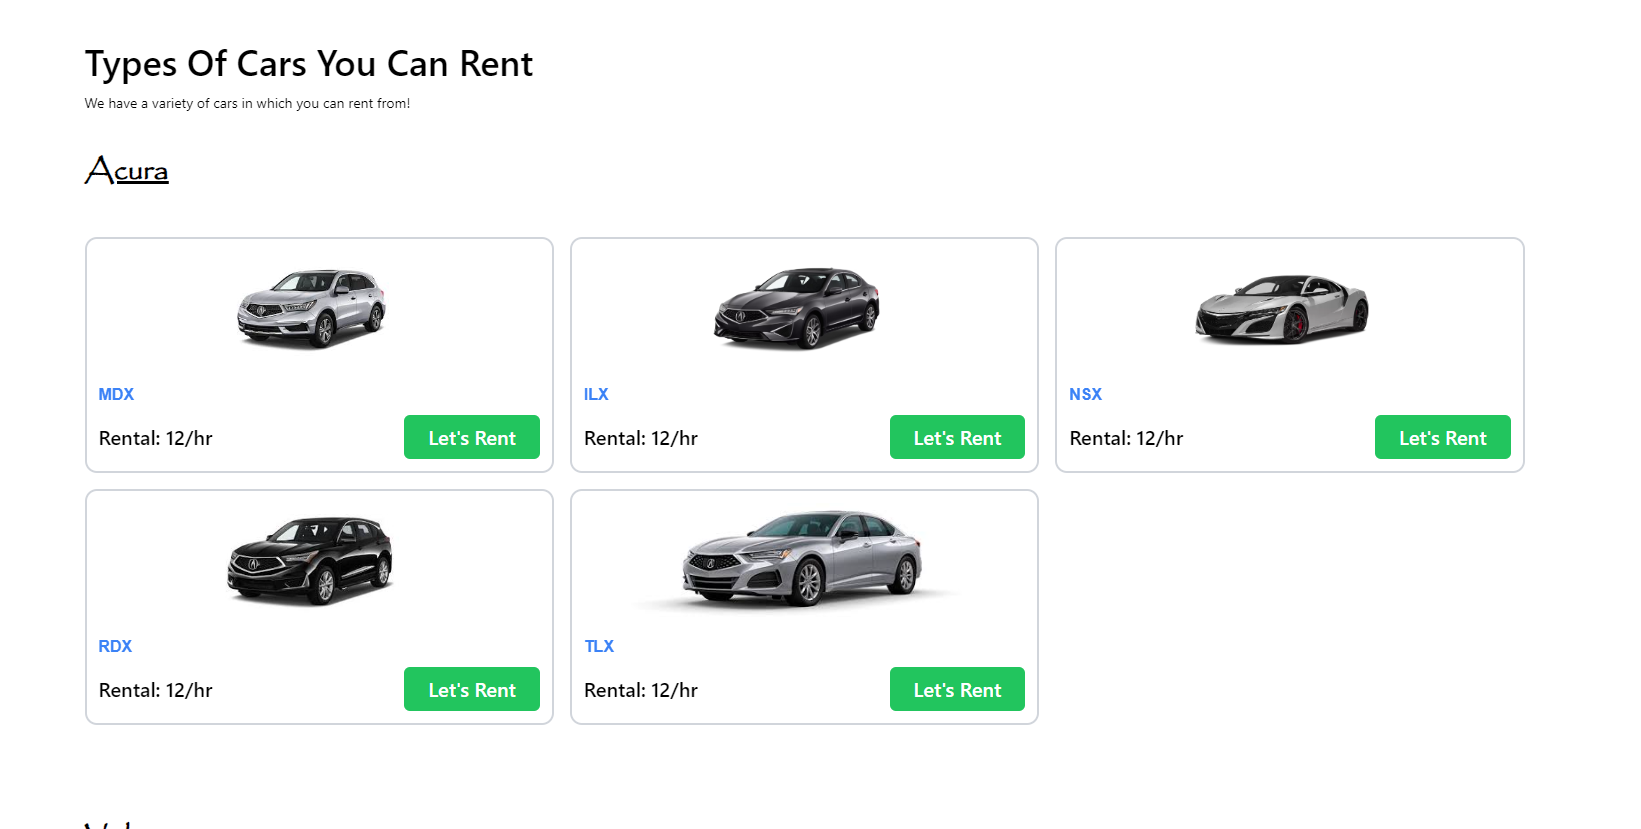 Types Of Cars You Can Rent
We have a variety of cars in which you can rent from!
Acura
MDX
Rental: 12/hr
Let's Rent
ILX
Rental: 12/hr
Let's Rent
NSX
Rental: 12/hr
Let's Rent
RDX
Rental: 12/hr
Let's Rent
TLX
Rental: 12/hr
Let's Rent